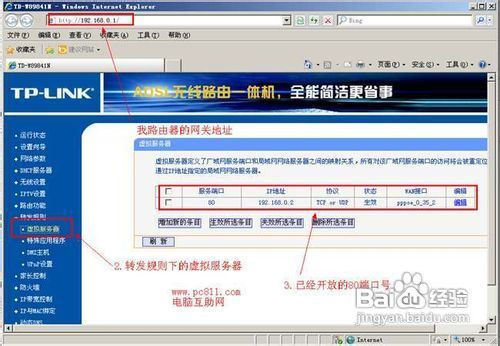 TD-W89841N - Windows Internet Explorer
http://192.168.0.1/
Bing
文件(F) 编辑(E) 查看(V) 收藏夹(A) 工具(T) 帮助(H)
收藏夹 建议网站
TD-W89841N
页面(P) 安全(S) 工具(O)
TP-LINK
ADSL无线路由一体机，全能简洁更省事
我路由器的网关地址
运行状态
设置向导
网络参数
DHCP服务器
无线设置
IPTV设置
路由功能
转发规则
虚拟服务器
特殊应用程序
DMZ主机
UPnP设置
家长控制
防火墙
IP带宽控制
IP与MAC绑定
动态DNS
虚拟服务器
虚拟服务器定义了广域网服务端口和局域网网络服务器之间的映射关系，所有对该广域网服务端口的访问将会被重定位
通过IP地址指定的局域网网络服务器。
服务端口 IP地址 协议 状态 WAN接口 编辑
80 192.168.0.2 TCP or UDP 生效 pppoe_0_35_2 编辑
增加新的条目 生效所选条目 失效所选条目 删除所选条目
刷 新
2.转发规则下的虚拟服务器
3.已经开放的80端口号
www.pc811.com
电脑互助网
Baidu经验
jingyan.baidu.com
Internet
100%